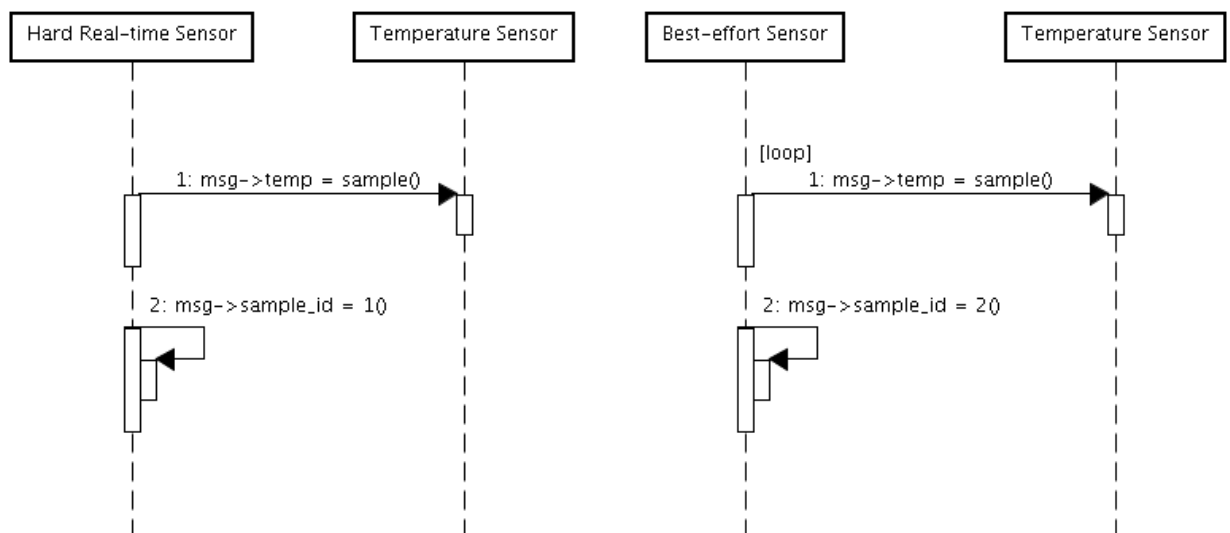 Hard Real-time Sensor
Temperature Sensor
Best-effort Sensor
Temperature Sensor
[loop]
1: msg->temp = sample()
1: msg->temp = sample()
2: msg->sample_id = 1()
2: msg->sample_id = 2()